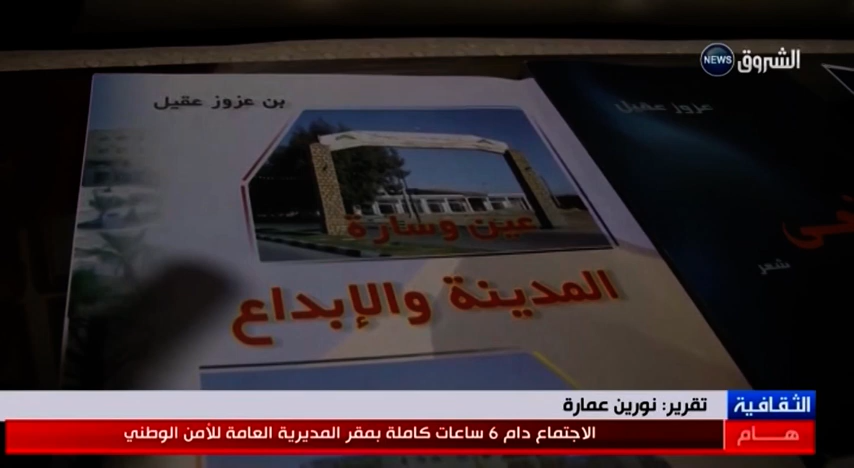 الشروق NEWS
بن عزوز عقيل
عزوز عقيل
عين وسارة
المدينة والإبداع
شعر
الثقافية
تقرير: نورين عمارة
هام
الاجتماع دام 6 ساعات كاملة بمقر المديرية العامة للأمن الوطني